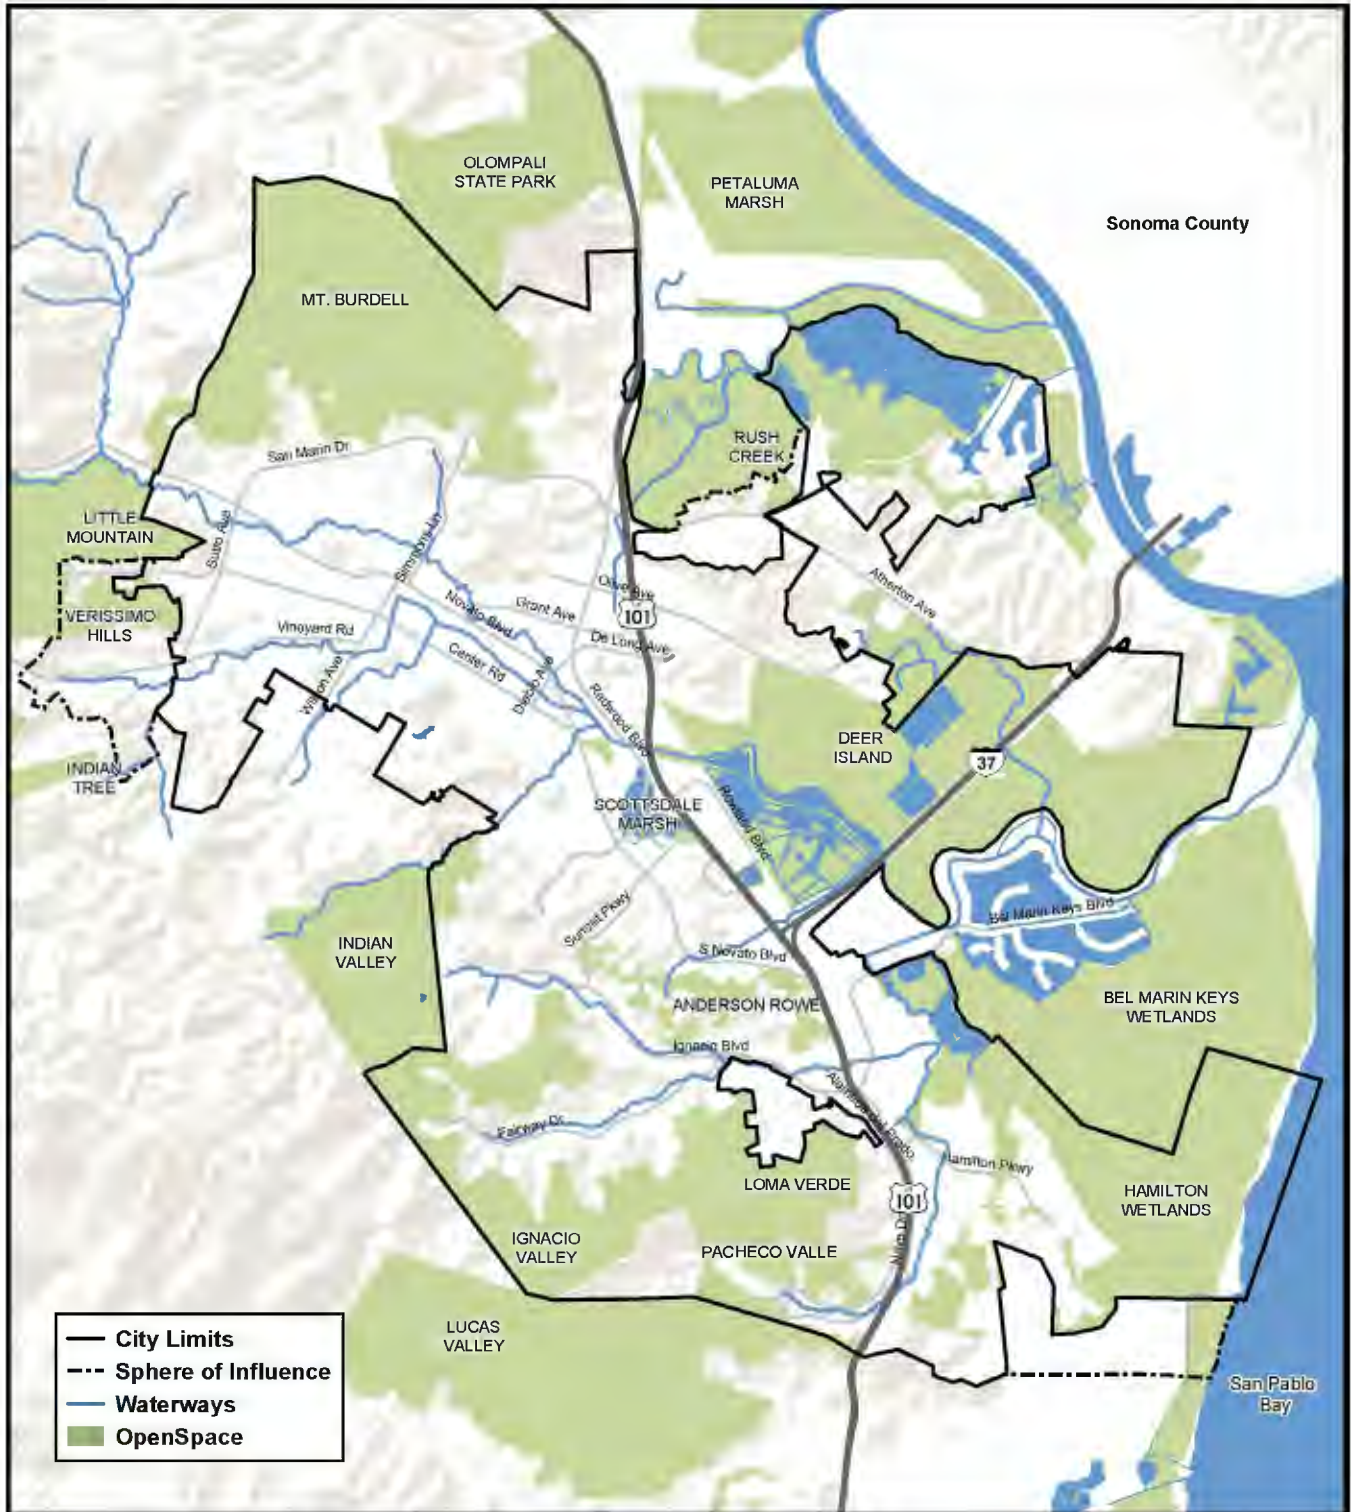 OLOMPALI
STATE PARK
PETALUMA
MARSH
Sonoma County
MT. BURDELL
RUSH
CREEK
San Marin Dr
LITTLE
MOUNTAIN
Sutro Ave
Simmons Ln
Atherton Ave
Olive Ave
101
Novato Blvd
Grant Ave
De Long Ave
VERISSIMO
HILLS
Vineyard Rd
Center Rd
Wilson Ave
Diablo Ave
Redwood Blvd
DEER
ISLAND
37
INDIAN
TREE
SCOTTSDALE
MARSH
Rowland Blvd
Sunset Pkwy
Bel Marin Keys Blvd
INDIAN
VALLEY
S Novato Blvd
ANDERSON ROWE
BEL MARIN KEYS
WETLANDS
Ignacio Blvd
Alameda del Prado
Fairway Dr
Hamilton Pkwy
LOMA VERDE
101
HAMILTON
WETLANDS
IGNACIO
VALLEY
PACHECO VALLE
Nave Dr
LUCAS
VALLEY
City Limits
Sphere of Influence
Waterways
OpenSpace
San Pablo
Bay